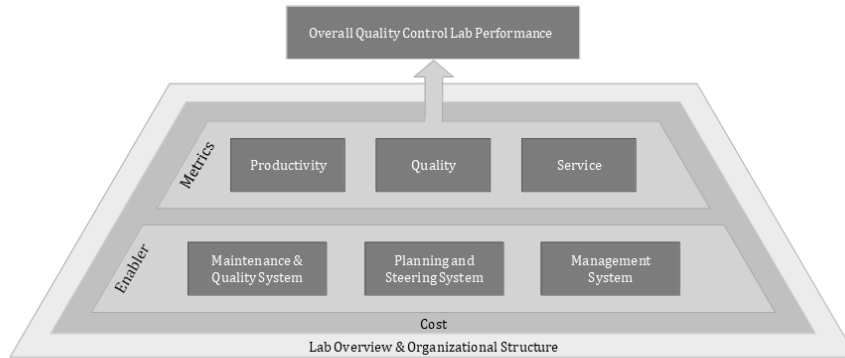 Overall Quality Control Lab Performance
Metrics
Productivity
Quality
Service
Enabler
Maintenance &
Quality System
Planning and
Steering System
Management
System
Cost
Lab Overview & Organizational Structure